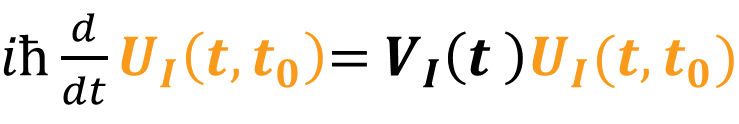 iħ d/dt U_I(t, t_0) = V_I(t) U_I(t, t_0)